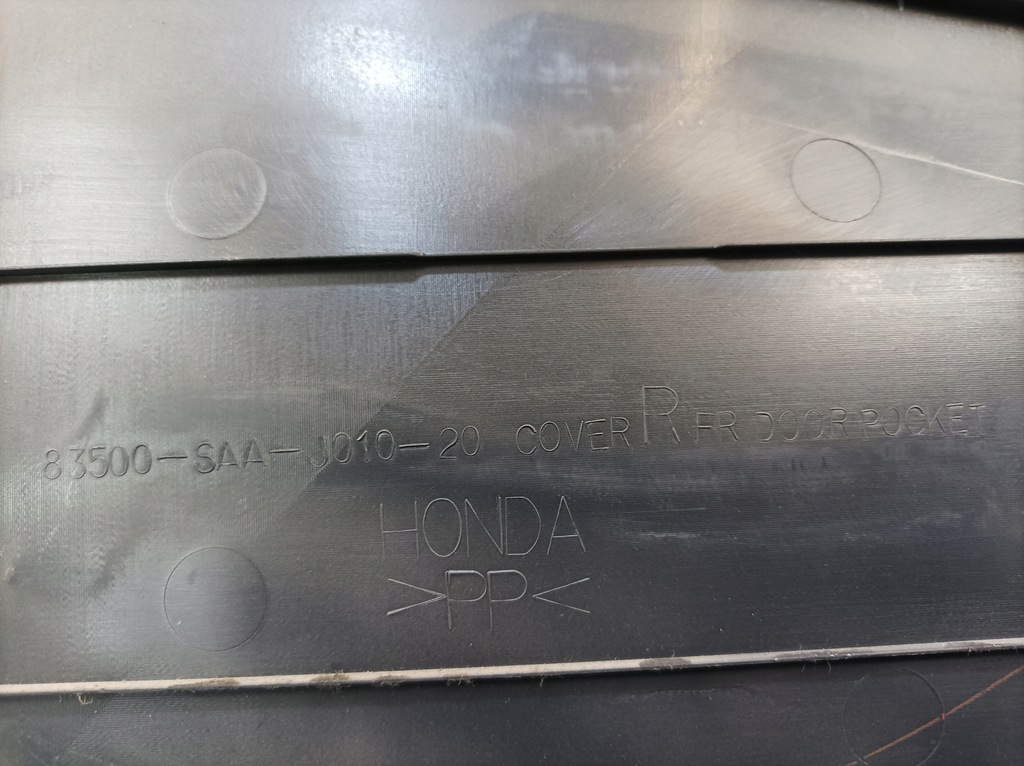 83500-SAA-J010-20 COVER R FR DOOR POCKET
HONDA
>PP<